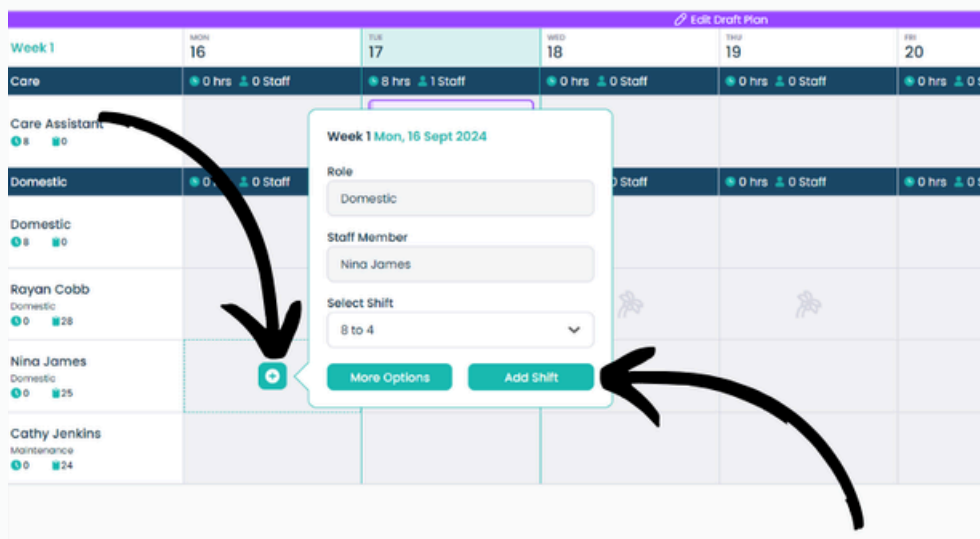 Edit Draft Plan
Week 1
MON
16
TUE
17
WED
18
THU
19
FRI
20
Care
0 hrs 0 Staff
8 hrs 1 Staff
0 hrs 0 Staff
0 hrs 0 Staff
0 hrs
Care Assistant
8 0
Domestic
0 Staff
Staff
0 hrs 0 Staff
0 hrs
Domestic
8 0
Rayan Cobb
Domestic
0 28
Nina James
Domestic
0 25
Cathy Jenkins
Maintenance
0 24
Week 1 Mon, 16 Sept 2024
Role
Domestic
Staff Member
Nina James
Select Shift
8 to 4
More Options
Add Shift